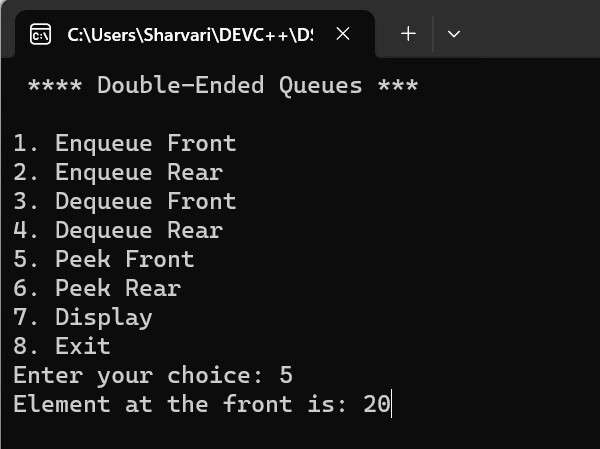 C:\Users\Sharvari\DEVC++\DS
**** Double-Ended Queues ***
1. Enqueue Front
2. Enqueue Rear
3. Dequeue Front
4. Dequeue Rear
5. Peek Front
6. Peek Rear
7. Display
8. Exit
Enter your choice: 5
Element at the front is: 20